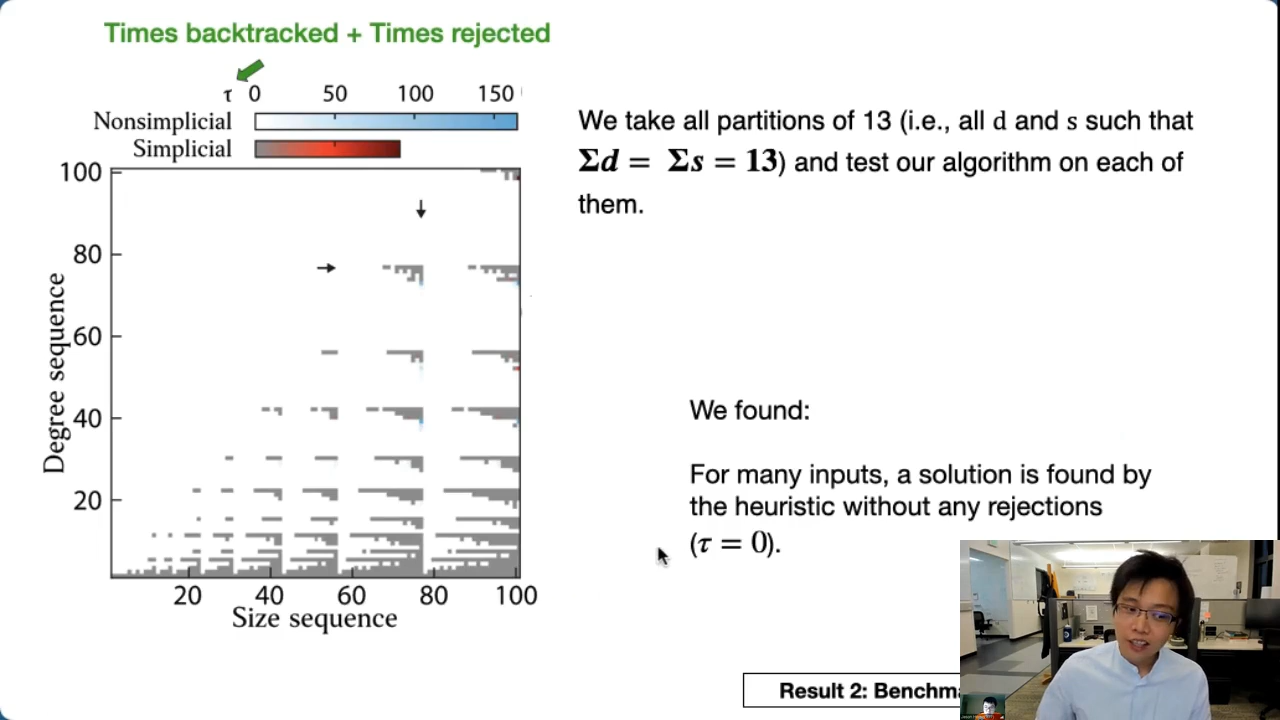 Times backtracked + Times rejected
τ 0 50 100 150
Nonsimplicial
Simplicial
100
80
60
40
20
Degree sequence
20 40 60 80 100
Size sequence
We take all partitions of 13 (i.e., all d and s such that
Σd = Σs = 13) and test our algorithm on each of
them.
We found:
For many inputs, a solution is found by
the heuristic without any rejections
(τ = 0).
Result 2: